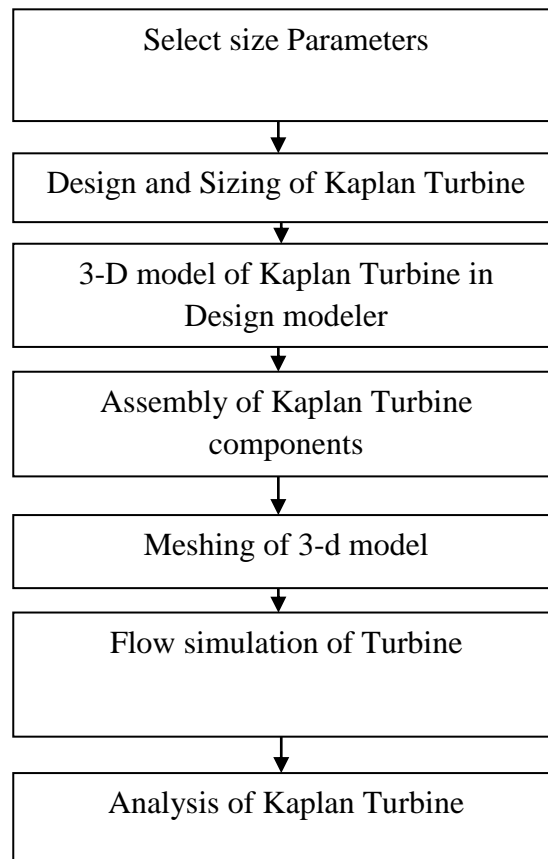 Select size Parameters
Design and Sizing of Kaplan Turbine
3-D model of Kaplan Turbine in
Design modeler
Assembly of Kaplan Turbine
components
Meshing of 3-d model
Flow simulation of Turbine
Analysis of Kaplan Turbine